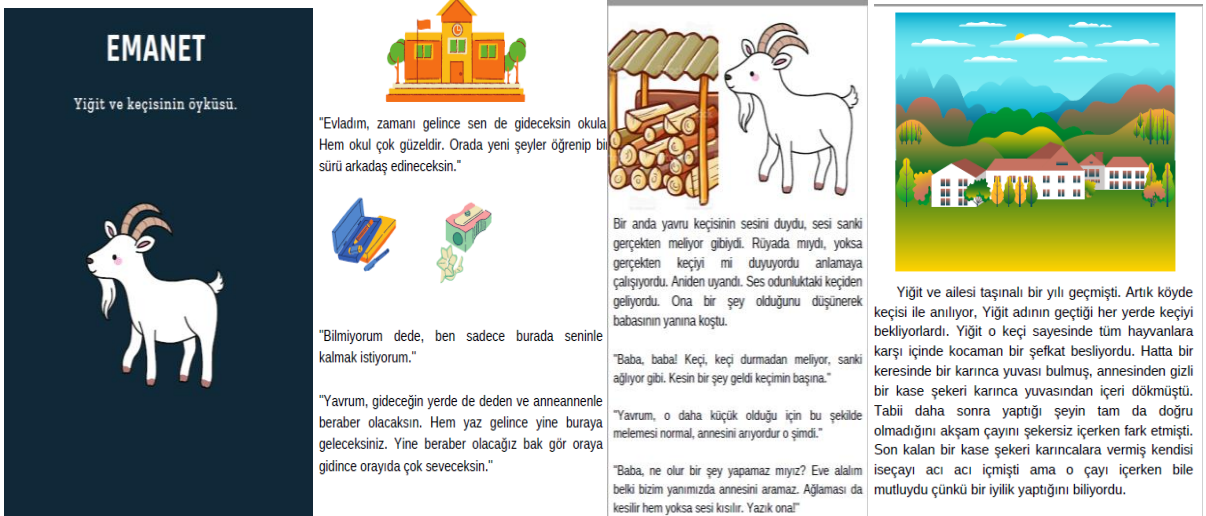 EMANET
Yiğit ve keçisinin öyküsü.
"Evladım, zamanı gelince sen de gideceksin okula
Hem okul çok güzeldir. Orada yeni şeyler öğrenip bi
sürü arkadaş edineceksin."
"Bilmiyorum dede, ben sadece burada seninle
kalmak istiyorum."
"Yavrum, gideceğin yerde de deden ve anneannenle
beraber olacaksın. Hem yaz gelince yine buraya
geleceksiniz. Yine beraber olacağız bak gör oraya
gidince orayıda çok seveceksin."
Bir anda yavru keçisinin sesini duydu, sesi sanki
gerçekten meliyor gibiydi. Rüyada mıydı, yoksa
gerçekten keçiyi mi duyuyordu anlamaya
çalışıyordu. Aniden uyandı. Ses odunluktaki keçiden
geliyordu. Ona bir şey olduğunu düşünerek
babasının yanına koştu.
"Baba, baba! Keçi, keçi durmadan meliyor, sanki
ağlıyor gibi. Kesin bir şey geldi keçimin başına."
"Yavrum, o daha küçük olduğu için bu şekilde
melemesi normal, annesini arıyordur o şimdi."
"Baba, ne olur bir şey yapamaz mıyız? Eve alalım
belki bizim yanımızda annesini aramaz. Ağlaması da
kesilir hem yoksa sesi kısılır. Yazık ona!"
Yiğit ve ailesi taşınalı bir yılı geçmişti. Artık köyde
keçisi ile anılıyor, Yiğit adının geçtiği her yerde keçiyi
bekliyorlardı. Yiğit o keçi sayesinde tüm hayvanlara
karşı içinde kocaman bir şefkat besliyordu. Hatta bir
keresinde bir karınca yuvası bulmuş, annesinden gizli
bir kase şekeri karınca yuvasından içeri dökmüştü.
Tabii daha sonra yaptığı şeyin tam da doğru
olmadığını akşam çayını şekersiz içerken fark etmişti.
Son kalan bir kase şekeri karıncalara vermiş kendisi
iseçayı acı acı içmişti ama o çayı içerken bile
mutluydu çünkü bir iyilik yaptığını biliyordu.